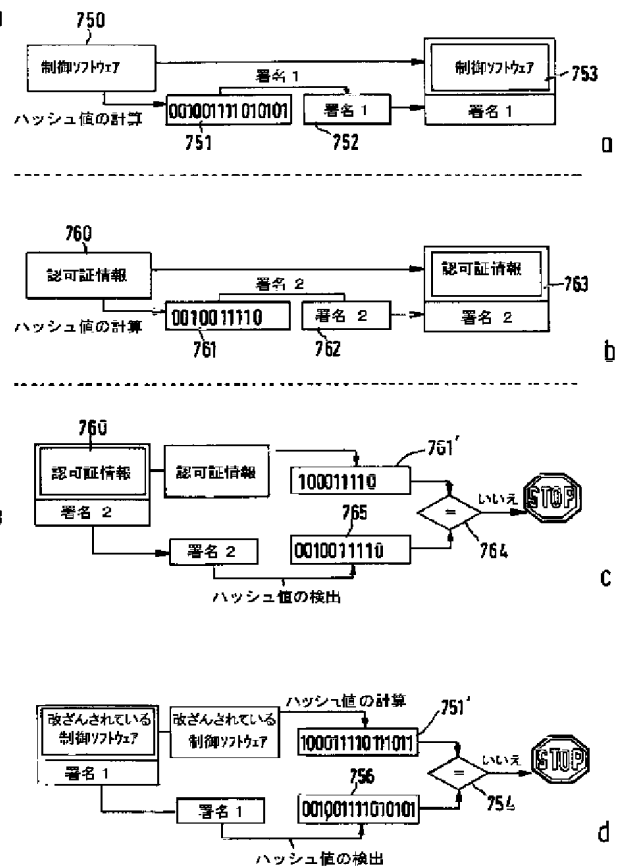 750
制御ソフトウェア
制御ソフトウェア
753
署名 1
ハッシュ値の計算
001001111010101
署名 1
署名 1
751
752
a
760
認可証情報
認可証情報
763
署名 2
ハッシュ値の計算
0010011110
署名 2
署名 2
761
762
b
760
認可証情報
認可証情報
761'
100011110
署名 2
765
いいえ
STOP
=
764
署名 2
0010011110
ハッシュ値の検出
c
改ざんされている
制御ソフトウェア
改ざんされている
制御ソフトウェア
ハッシュ値の計算
751'
100011110111011
署名 1
756
いいえ
STOP
=
754
署名 1
001001111010101
ハッシュ値の検出
d